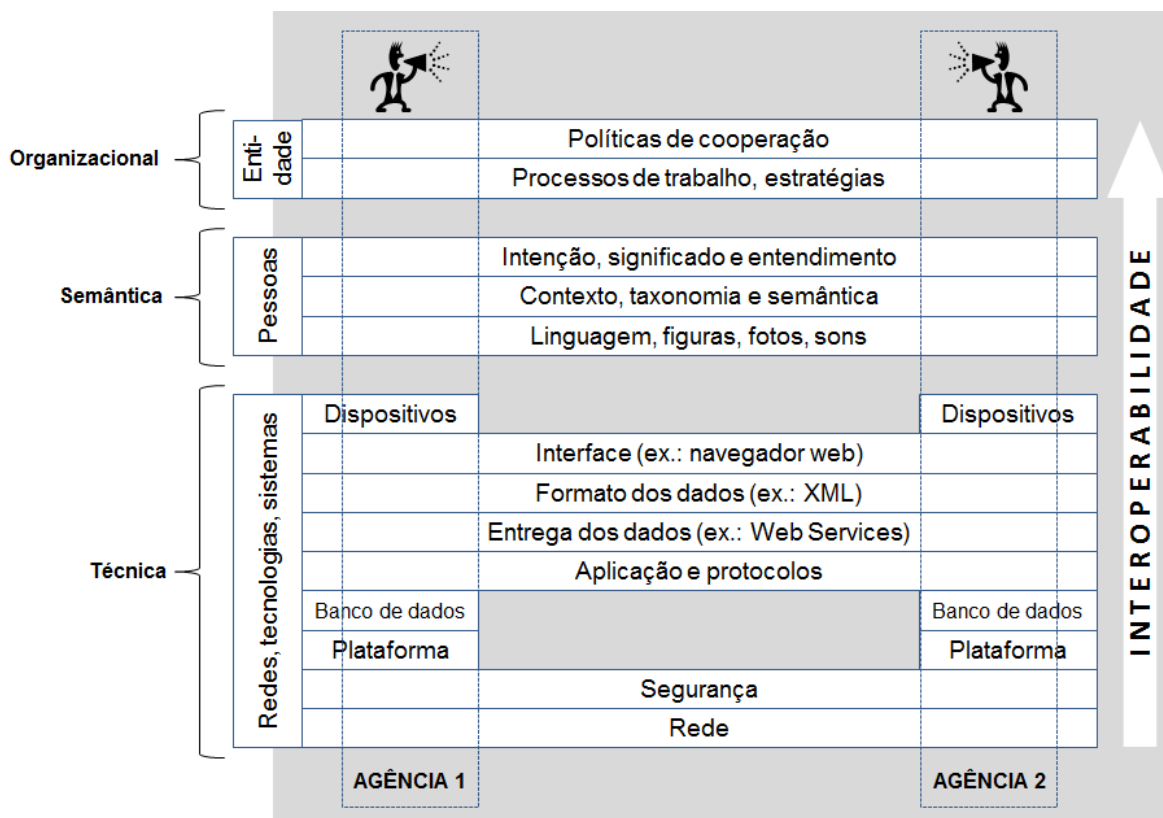 Organizacional
Enti-
dade
Políticas de cooperação
Processos de trabalho, estratégias
Semântica
Pessoas
Intenção, significado e entendimento
Contexto, taxonomia e semântica
Linguagem, figuras, fotos, sons
Técnica
Redes, tecnologias, sistemas
Dispositivos
Dispositivos
Interface (ex.: navegador web)
Formato dos dados (ex.: XML)
Entrega dos dados (ex.: Web Services)
Aplicação e protocolos
Banco de dados
Banco de dados
Plataforma
Plataforma
Segurança
Rede
AGÊNCIA 1
AGÊNCIA 2
INTEROPERABILIDADE